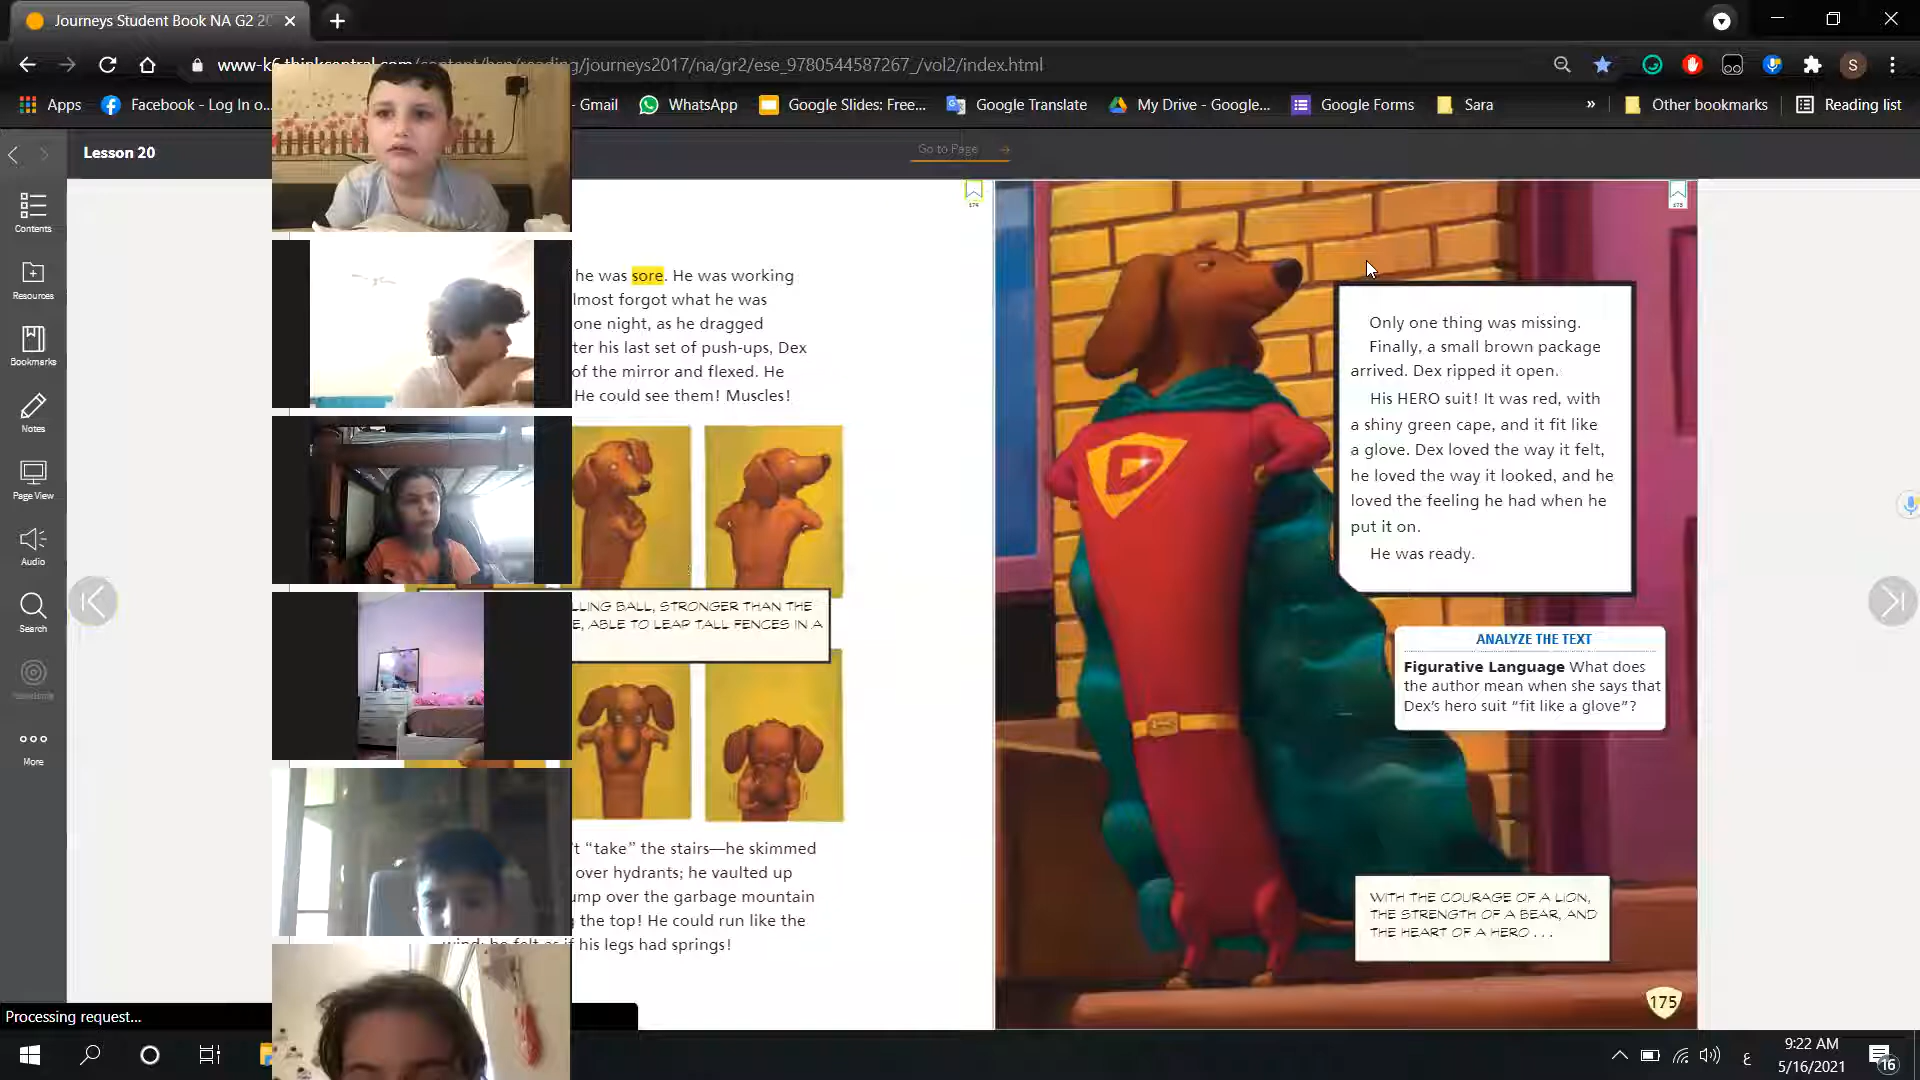 Journeys Student Book NA G2 20
www-k6.thinkcentral.com/content/hsp/reading/journeys2017/na/gr2/ese_9780544587267_/vol2/index.html
S
Apps
Facebook - Log In o...
- Gmail
WhatsApp
Google Slides: Free...
Google Translate
My Drive - Google...
Google Forms
Sara
»
Other bookmarks
Reading list
Lesson 20
Go to Page
Contents
Resources
Bookmarks
Notes
Page View
Audio
Search
More
174
he was sore. He was working
lmost forgot what he was
one night, as he dragged
ter his last set of push-ups, Dex
of the mirror and flexed. He
He could see them! Muscles!
LLING BALL, STRONGER THAN THE
E, ABLE TO LEAP TALL FENCES IN A
't “take” the stairs—he skimmed
over hydrants; he vaulted up
ump over the garbage mountain
g the top! He could run like the
wind; he felt as if his legs had springs!
175
Only one thing was missing.
Finally, a small brown package
arrived. Dex ripped it open.
His HERO suit! It was red, with
a shiny green cape, and it fit like
a glove. Dex loved the way it felt,
he loved the way it looked, and he
loved the feeling he had when he
put it on.
He was ready.
ANALYZE THE TEXT
Figurative Language What does
the author mean when she says that
Dex's hero suit “fit like a glove”?
WITH THE COURAGE OF A LION,
THE STRENGTH OF A BEAR, AND
THE HEART OF A HERO . . .
175
Processing request...
ع
9:22 AM
5/16/2021
16